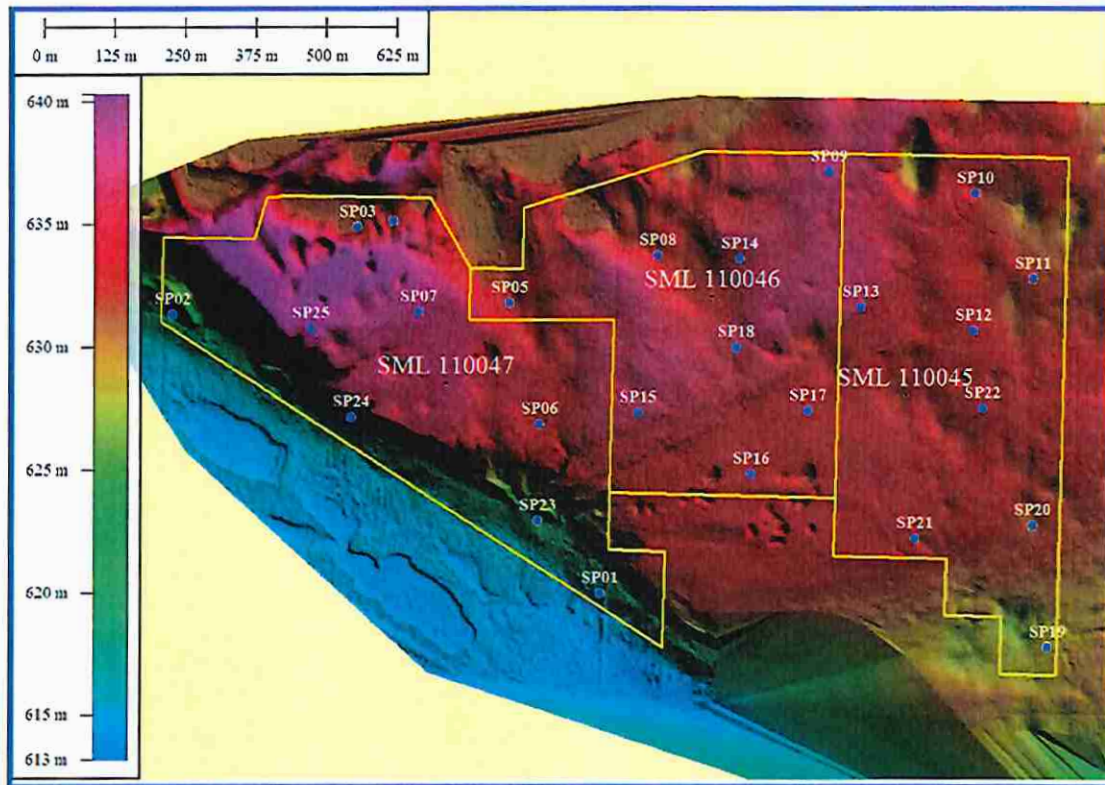 0 m 125 m 250 m 375 m 500 m 625 m
640 m
635 m
630 m
625 m
620 m
615 m
613 m
SP09
SP10
SP03
SP08
SP14
SP11
SML 110046
SP02
SP05
SP07
SP25
SP13
SP12
SP18
SML 110047
SML 110045
SP24
SP06
SP15
SP17
SP22
SP16
SP23
SP21
SP20
SP01
SP19